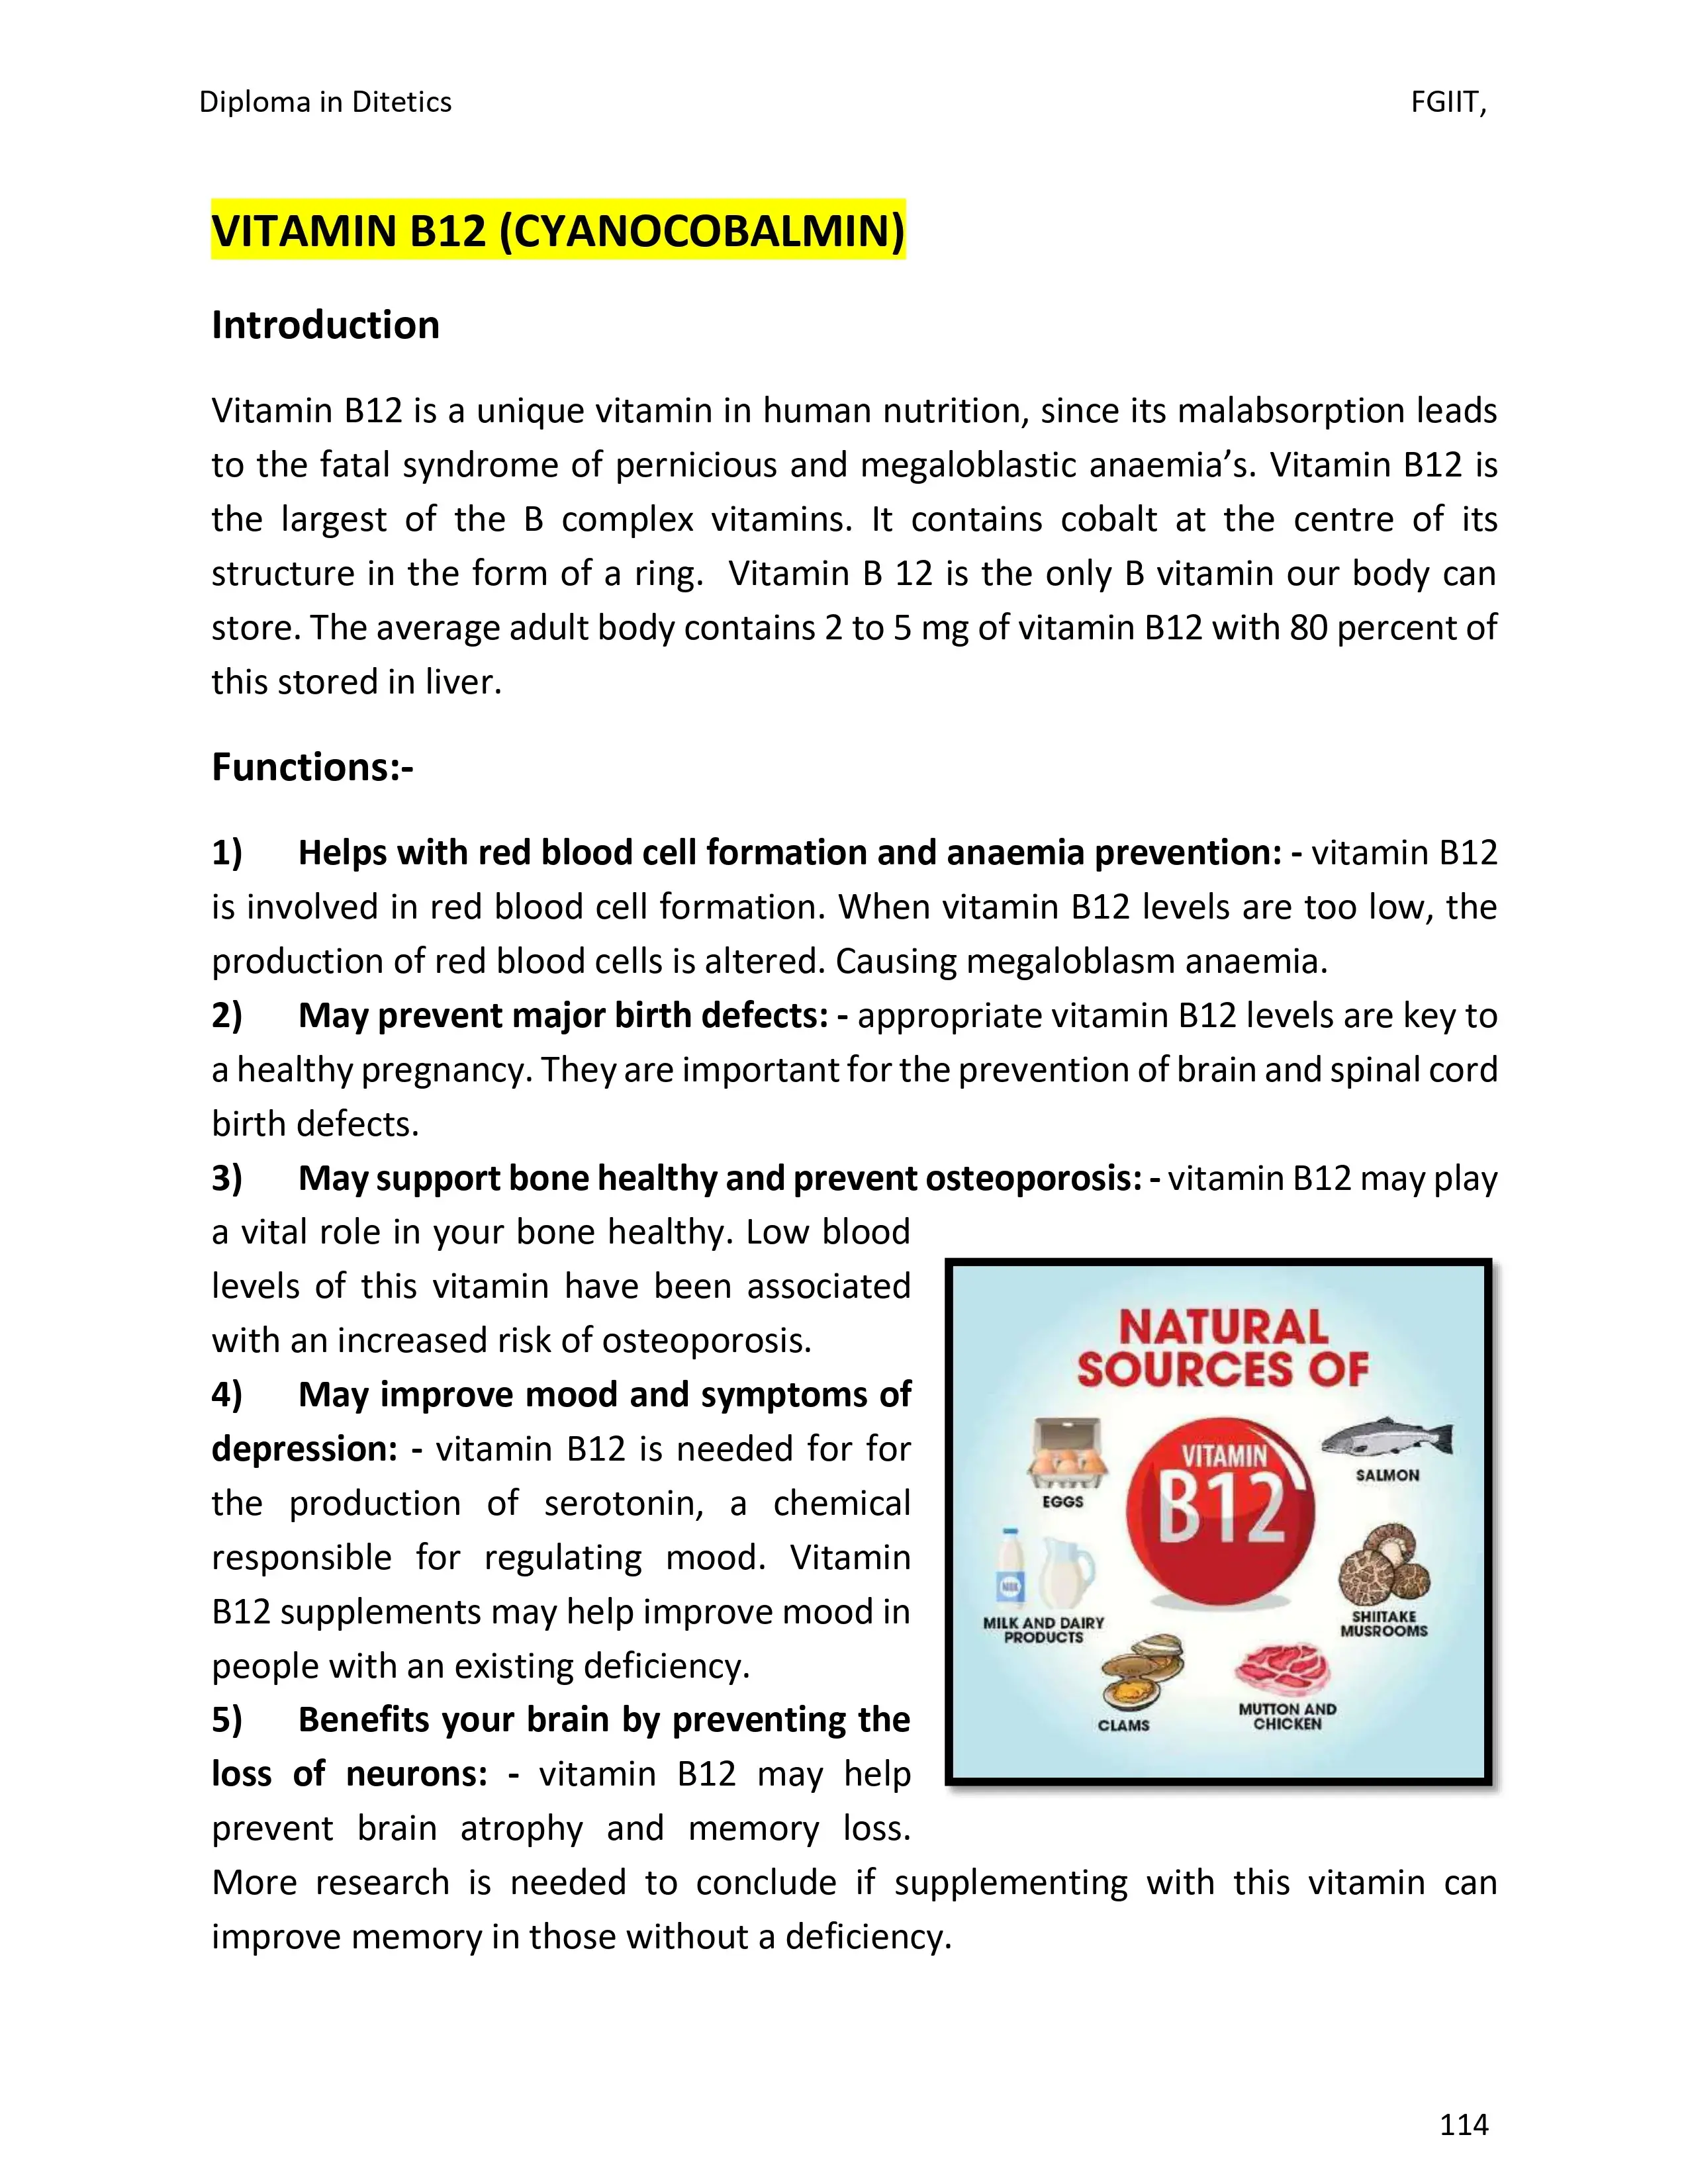 Diploma in Ditetics FGIIT,
VITAMIN B12 (CYANOCOBALMIN)
Introduction
Vitamin B12 is a unique vitamin in human nutrition, since its malabsorption leads
to the fatal syndrome of pernicious and megaloblastic anaemia’s. Vitamin B12 is
the largest of the B complex vitamins. It contains cobalt at the centre of its
structure in the form of a ring. Vitamin B 12 is the only B vitamin our body can
store. The average adult body contains 2 to 5 mg of vitamin B12 with 80 percent of
this stored in liver.
Functions:-
1) Helps with red blood cell formation and anaemia prevention: - vitamin B12
is involved in red blood cell formation. When vitamin B12 levels are too low, the
production of red blood cells is altered. Causing megaloblasm anaemia.
2) May prevent major birth defects: - appropriate vitamin B12 levels are key to
a healthy pregnancy. They are important for the prevention of brain and spinal cord
birth defects.
3) May support bone healthy and prevent osteoporosis: - vitamin B12 may play
a vital role in your bone healthy. Low blood
levels of this vitamin have been associated
with an increased risk of osteoporosis.
4) May improve mood and symptoms of
depression: - vitamin B12 is needed for for
the production of serotonin, a chemical
responsible for regulating mood. Vitamin
B12 supplements may help improve mood in
people with an existing deficiency.
5) Benefits your brain by preventing the
loss of neurons: - vitamin B12 may help
prevent brain atrophy and memory loss.
More research is needed to conclude if supplementing with this vitamin can
improve memory in those without a deficiency.
NATURAL
SOURCES OF
VITAMIN
B12
EGGS
SALMON
MILK
MILK AND DAIRY
PRODUCTS
SHIITAKE
MUSROOMS
CLAMS
MUTTON AND
CHICKEN
114